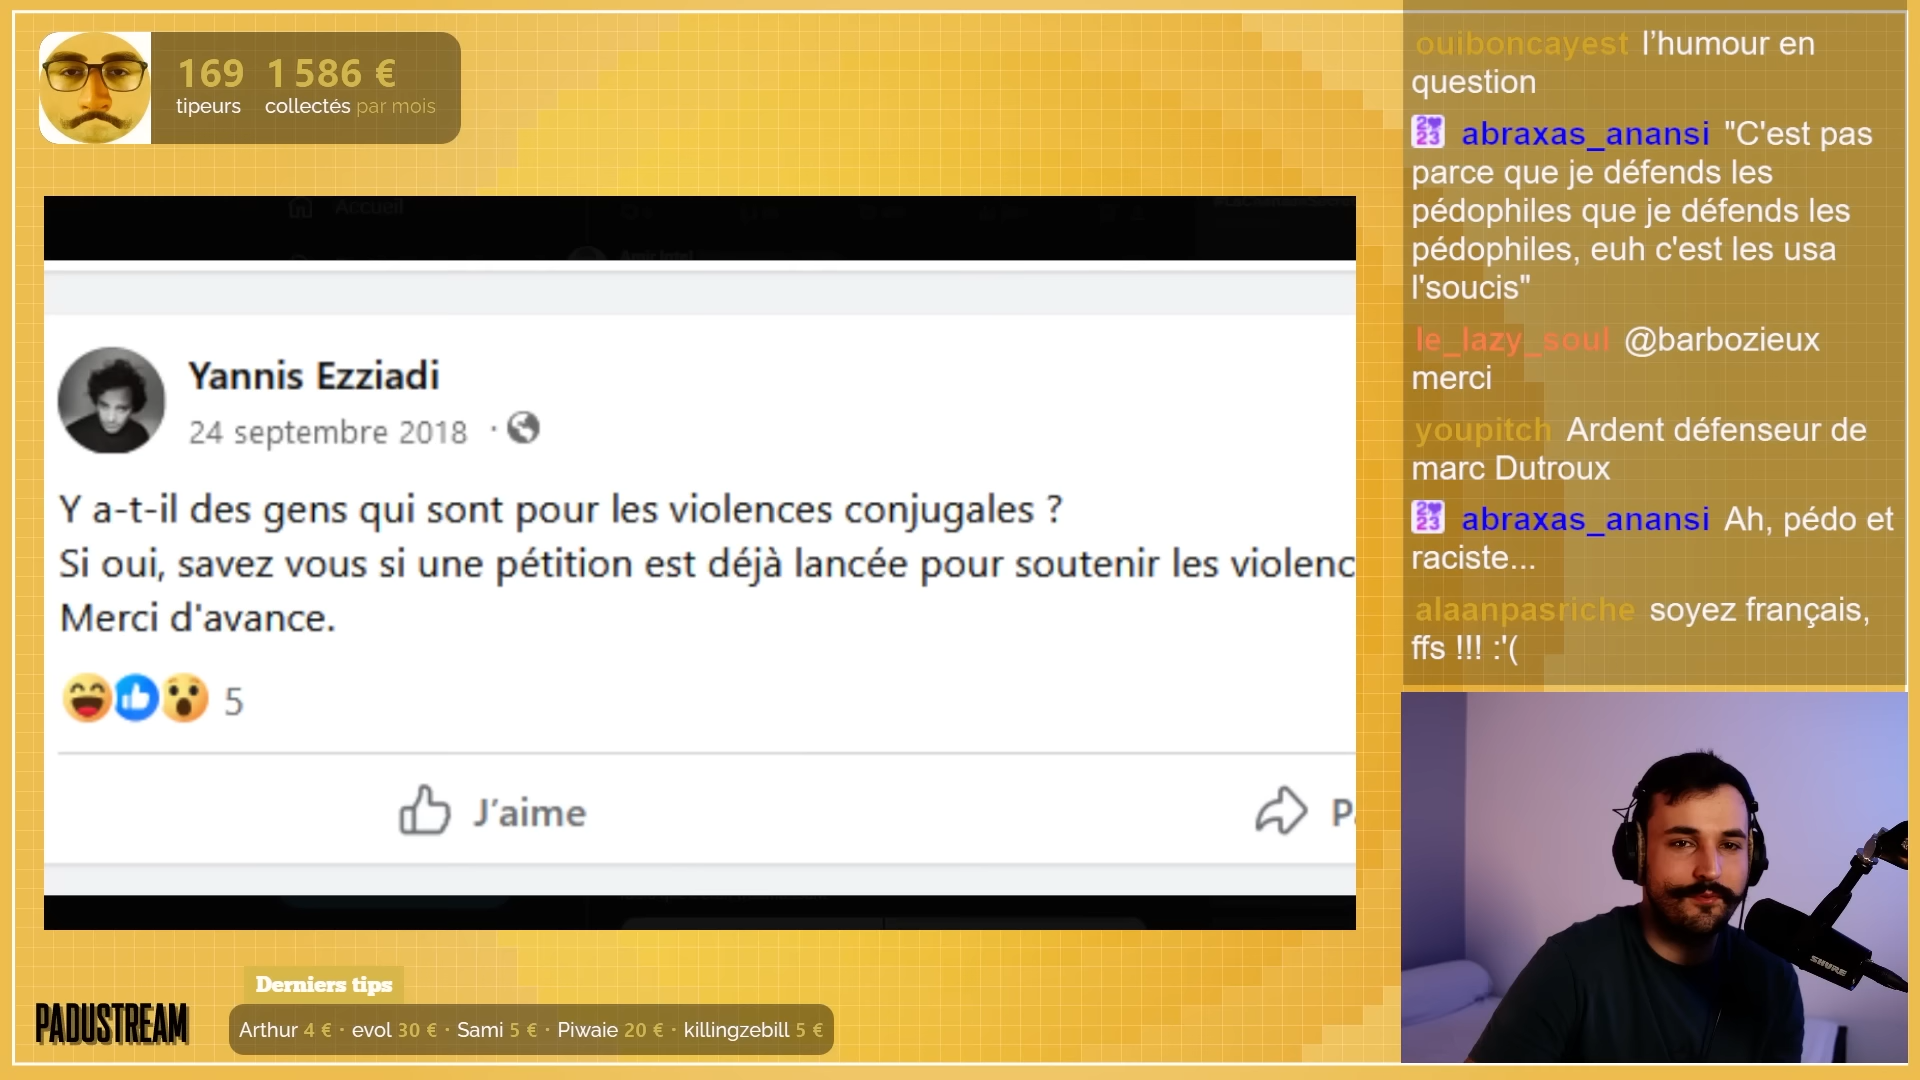 169 1 586 €
tipeurs collectés par mois
Accueil
Yannis Ezziadi
24 septembre 2018 ·
Y a-t-il des gens qui sont pour les violences conjugales ?
Si oui, savez vous si une pétition est déjà lancée pour soutenir les violenc
Merci d'avance.
5
J'aime
P
Derniers tips
PADUSTREAM
Arthur 4 € · evol 30 € · Sami 5 € · Piwaie 20 € · killingzebill 5 €
ouiboncayest l'humour en
question
abraxas_anansi "C'est pas
parce que je défends les
pédophiles que je défends les
pédophiles, euh c'est les usa
l'soucis"
le_lazy_soul @barbozieux
merci
youpitch Ardent défenseur de
marc Dutroux
abraxas_anansi Ah, pédo et
raciste...
alaanpasriche soyez français,
ffs !!! :'(
SHURE